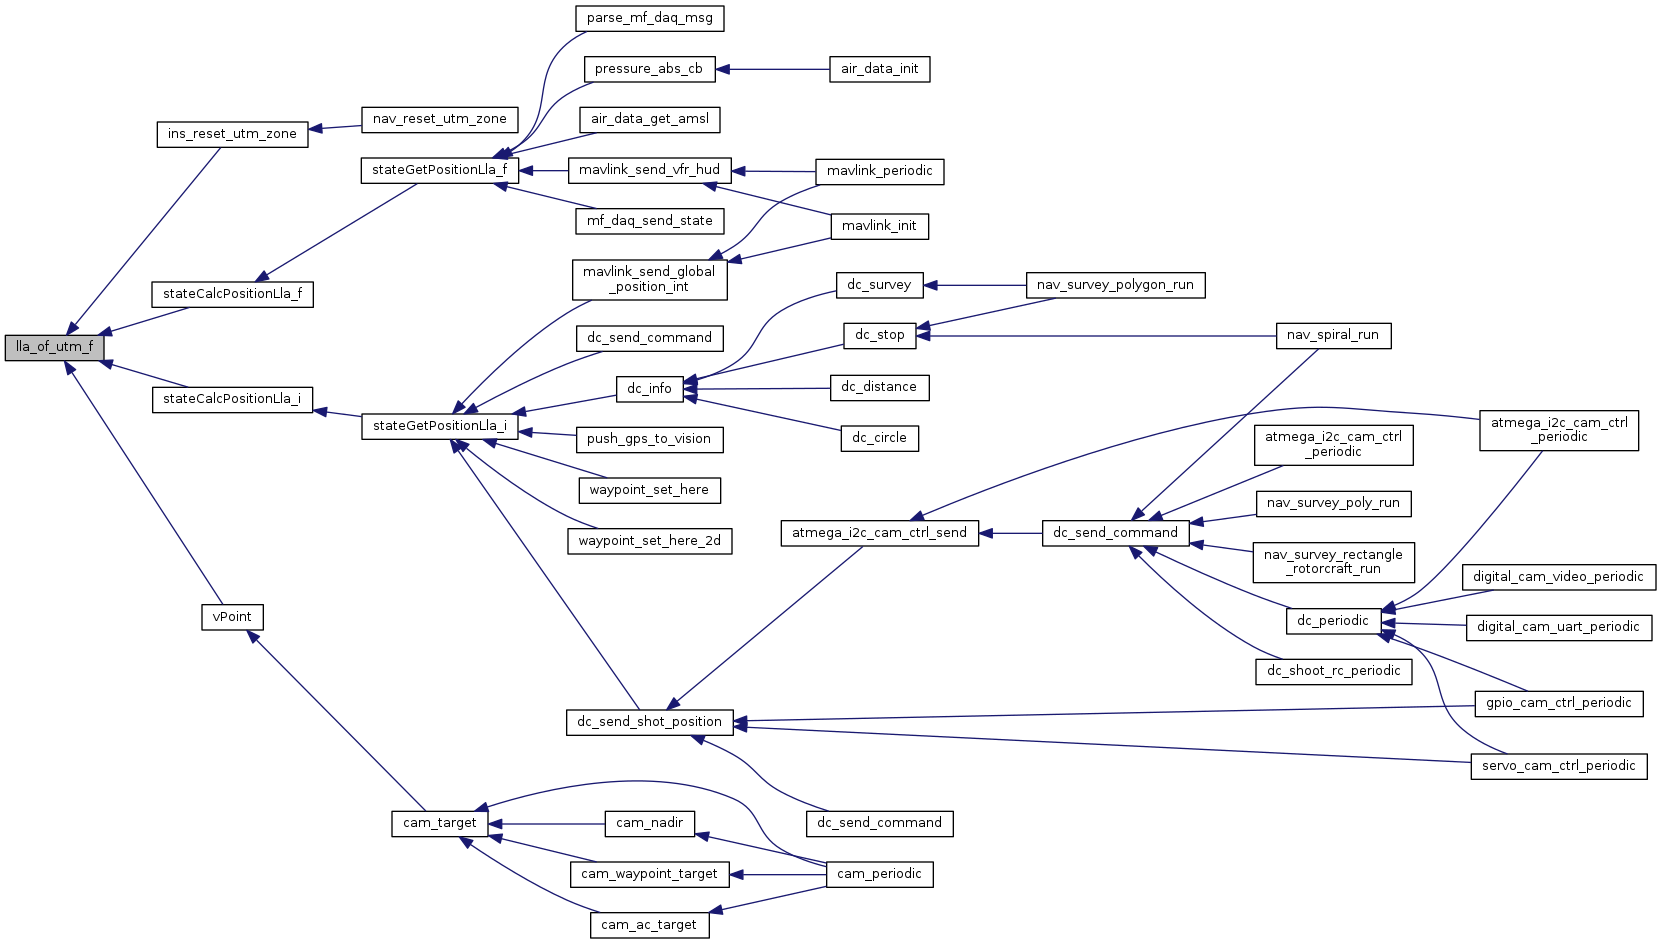 parse_mf_daq_msg
pressure_abs_cb
air_data_init
ins_reset_utm_zone
nav_reset_utm_zone
air_data_get_amsl
stateGetPositionLla_f
mavlink_send_vfr_hud
mavlink_periodic
mf_daq_send_state
mavlink_init
mavlink_send_global
_position_int
stateCalcPositionLla_f
dc_survey
nav_survey_polygon_run
lla_of_utm_f
dc_send_command
dc_stop
nav_spiral_run
stateCalcPositionLla_i
dc_info
dc_distance
stateGetPositionLla_i
push_gps_to_vision
dc_circle
atmega_i2c_cam_ctrl
_periodic
atmega_i2c_cam_ctrl
_periodic
waypoint_set_here
nav_survey_poly_run
waypoint_set_here_2d
atmega_i2c_cam_ctrl_send
dc_send_command
nav_survey_rectangle
_rotorcraft_run
digital_cam_video_periodic
vPoint
dc_periodic
digital_cam_uart_periodic
dc_shoot_rc_periodic
dc_send_shot_position
gpio_cam_ctrl_periodic
servo_cam_ctrl_periodic
cam_target
cam_nadir
dc_send_command
cam_waypoint_target
cam_periodic
cam_ac_target